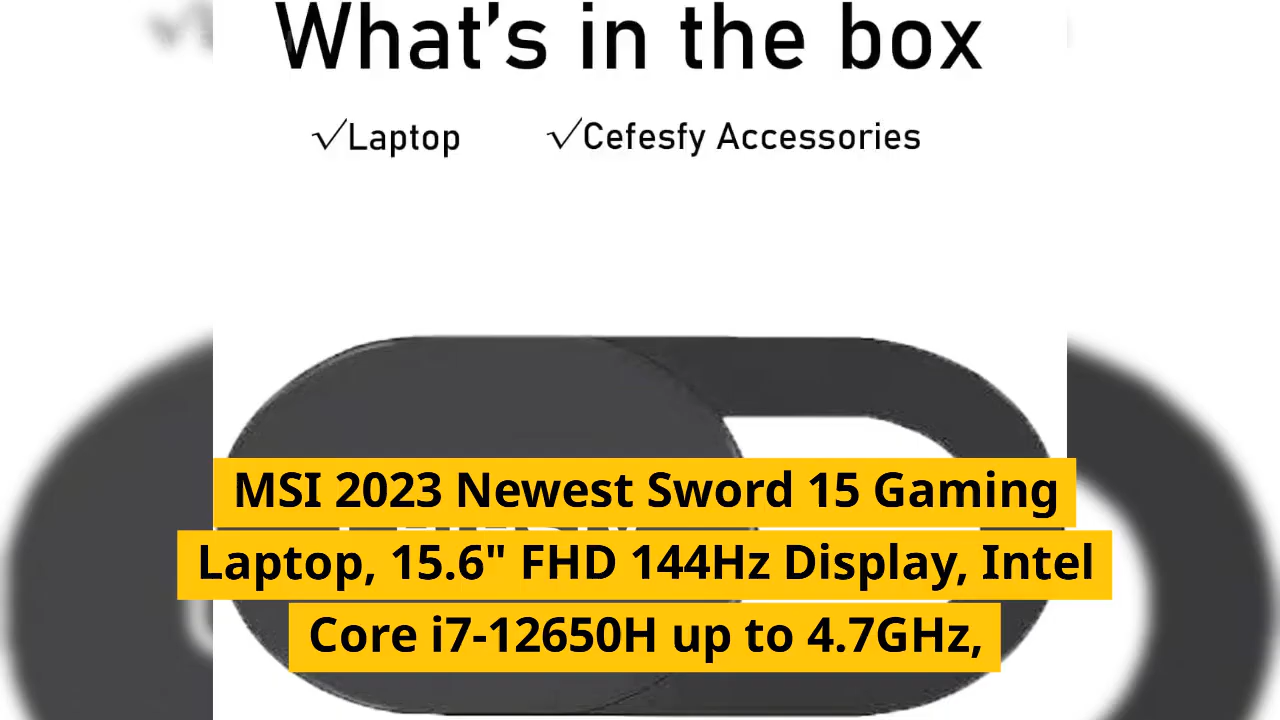 What's in the box
√Laptop √Cefesfy Accessories
MSI 2023 Newest Sword 15 Gaming
Laptop, 15.6" FHD 144Hz Display, Intel
Core i7-12650H up to 4.7GHz,